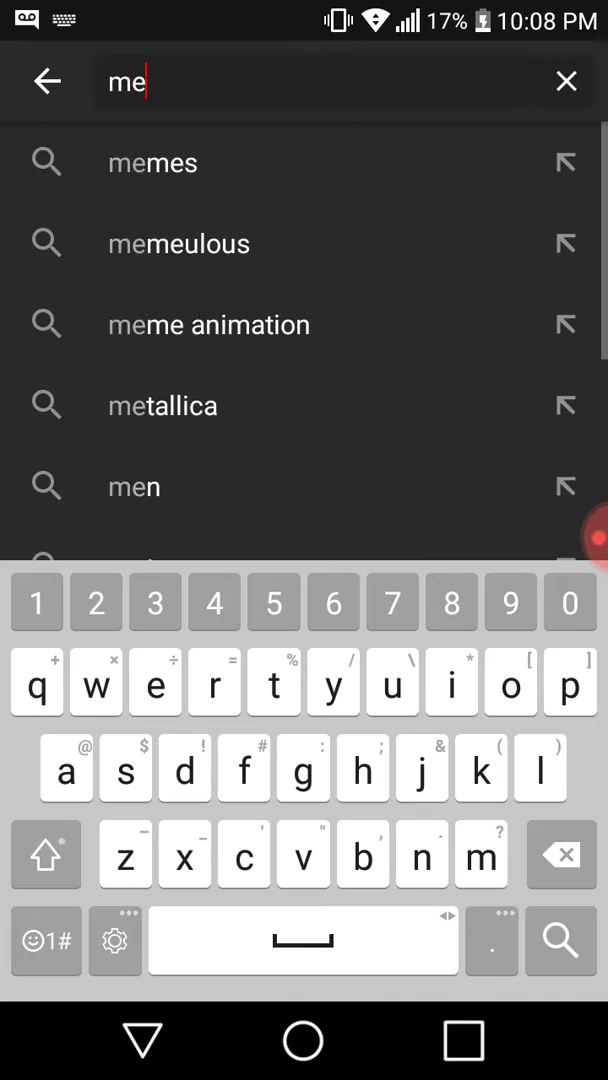 17% 10:08 PM
me
memes
memeulous
meme animation
metallica
men
1 2 3 4 5 6 7 8 9 0
+ × ÷ = % / \ * [ ]
q w e r t y u i o p
@ $ ! # : ; & ( )
a s d f g h j k l
- _ ' " , . ?
z x c v b n m
1# .